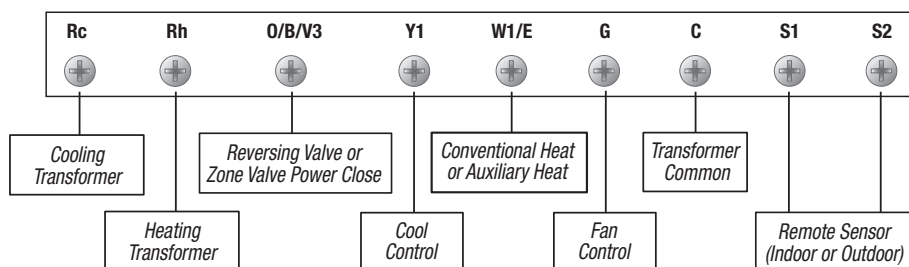 Rc Rh O/B/V3 Y1 W1/E G C S1 S2
Cooling
Transformer
Heating
Transformer
Reversing Valve or
Zone Valve Power Close
Cool
Control
Conventional Heat
or Auxiliary Heat
Fan
Control
Transformer
Common
Remote Sensor
(Indoor or Outdoor)